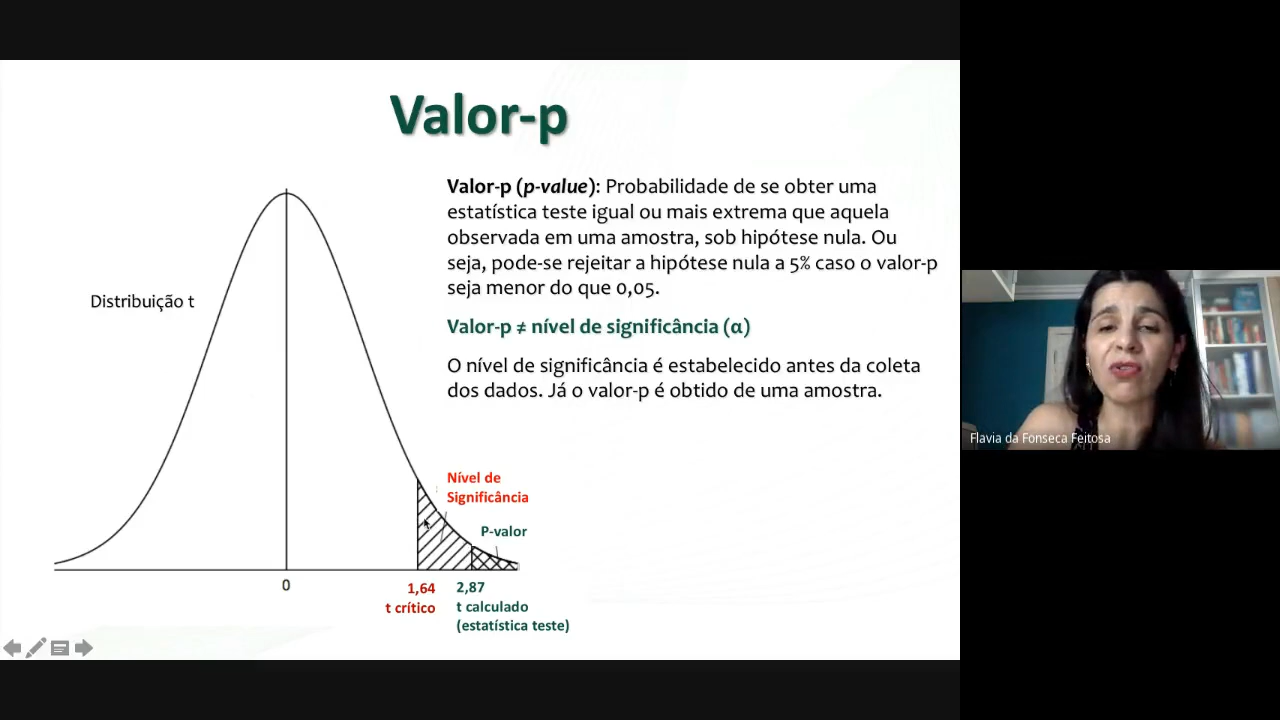 Valor-p
Valor-p (p-value): Probabilidade de se obter uma
estatística teste igual ou mais extrema que aquela
observada em uma amostra, sob hipótese nula. Ou
seja, pode-se rejeitar a hipótese nula a 5% caso o valor-p
seja menor do que 0,05.
Valor-p ≠ nível de significância (α)
O nível de significância é estabelecido antes da coleta
dos dados. Já o valor-p é obtido de uma amostra.
Distribuição t
Nível de
Significância
P-valor
0
1,64
t crítico
2,87
t calculado
(estatística teste)
Flavia da Fonseca Feitosa